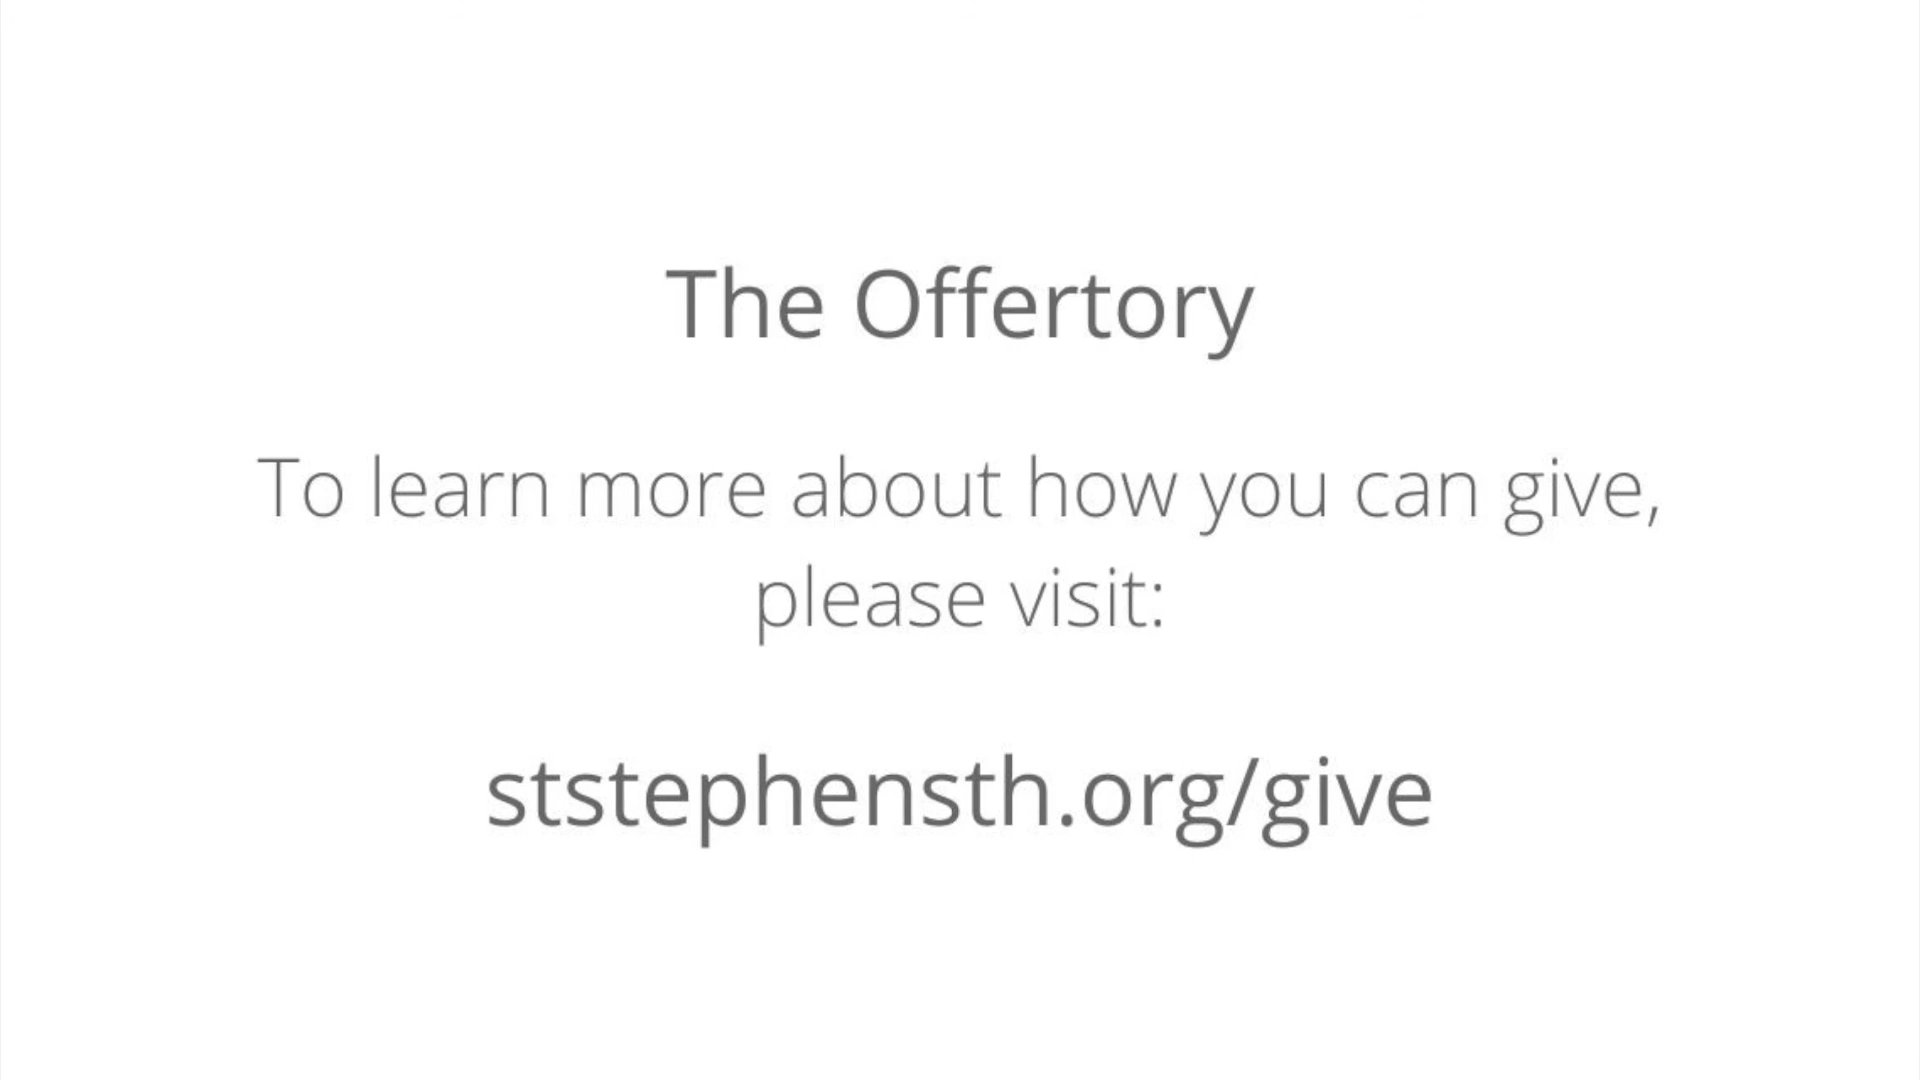 The Offertory
To learn more about how you can give,
please visit:
ststephensth.org/give